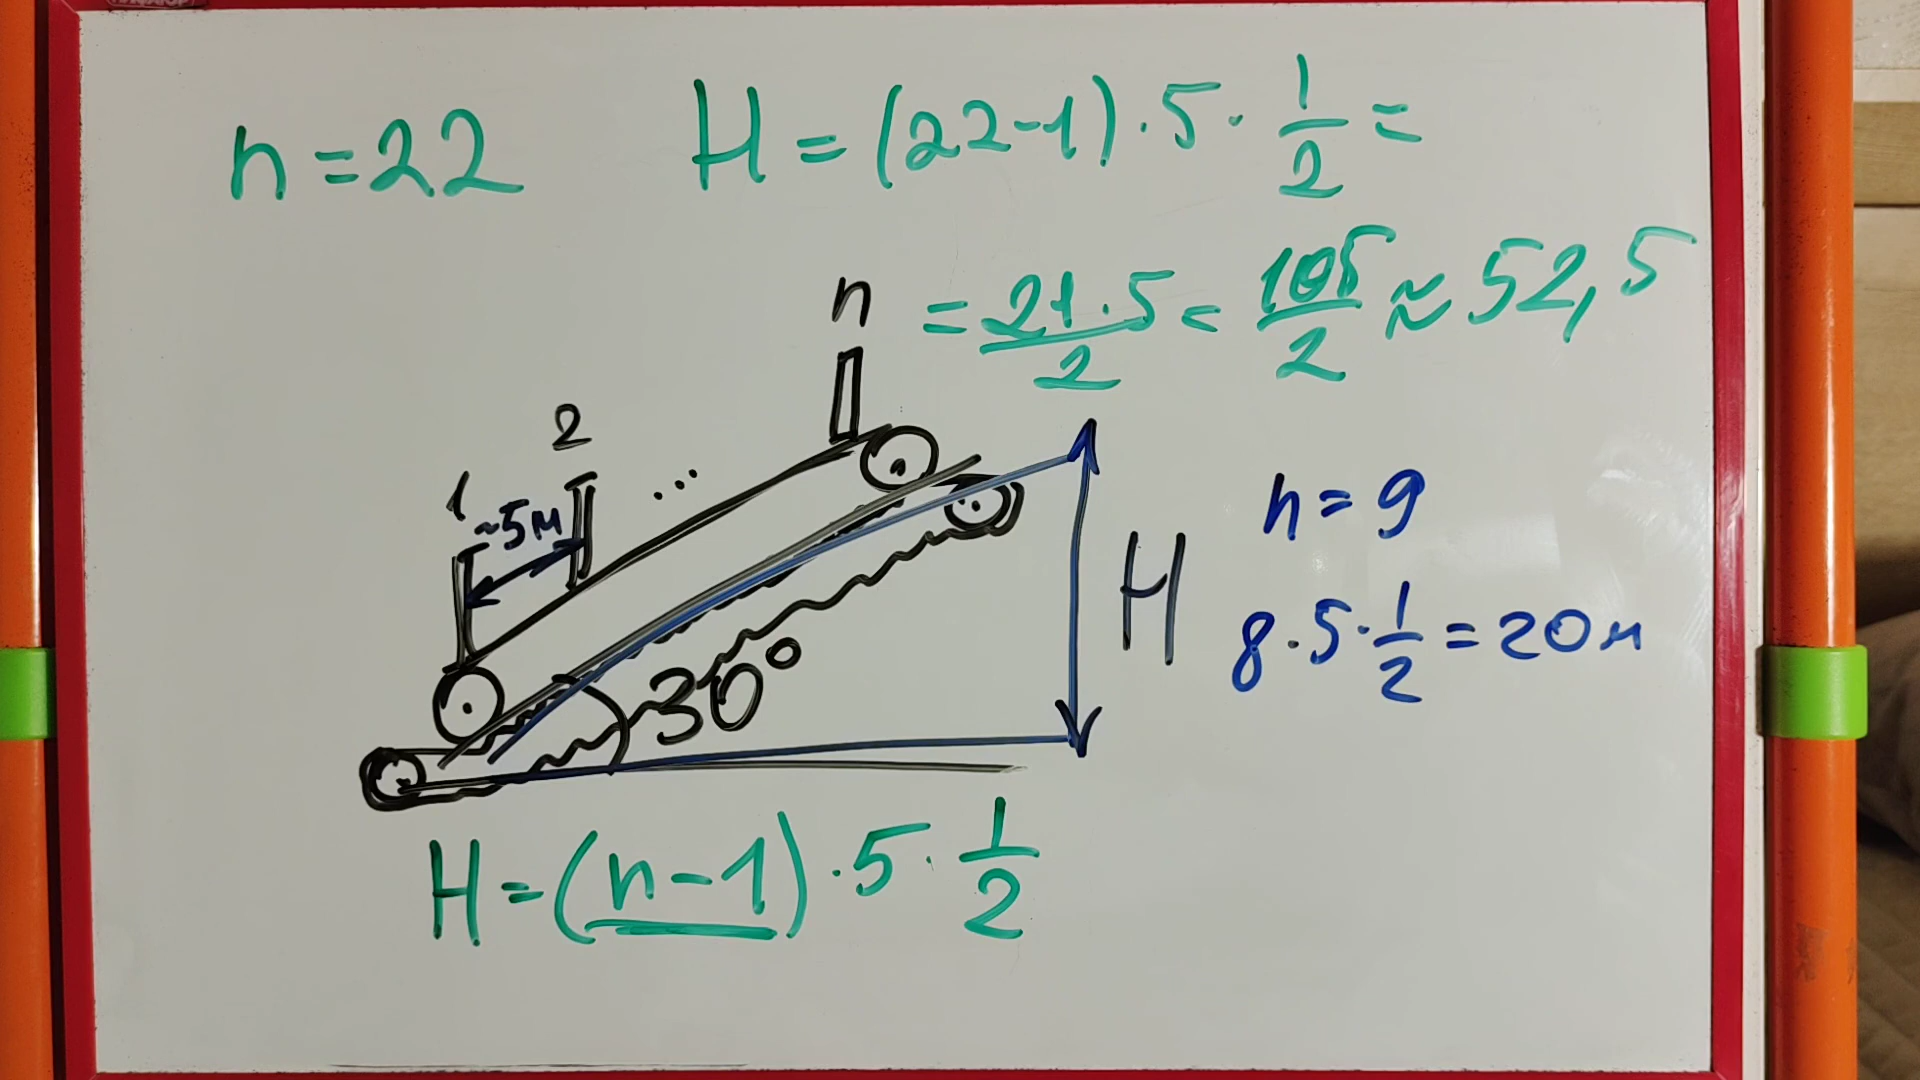 n = 22
H = (22-1) · 5 · 1/2 =
= 21·5/2 = 105/2 ≈ 52,5
n
2
1
...
~5м
n = 9
H
8·5·1/2 = 20м
30°
H = (n-1) · 5 · 1/2